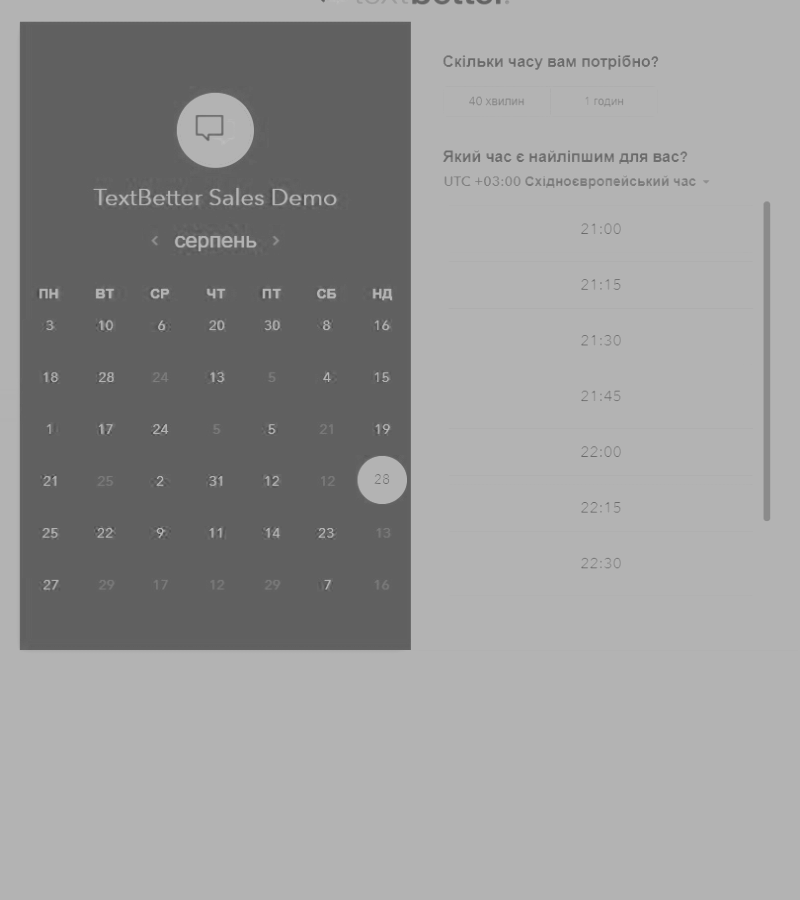 textbetter.
TextBetter Sales Demo
< серпень >
ПН ВТ СР ЧТ ПТ СБ НД
3 10 6 20 30 8 16
18 28 24 13 5 4 15
1 17 24 5 5 21 19
21 25 2 31 12 12 28
25 22 9 11 14 23 13
27 29 17 12 29 7 16
Скільки часу вам потрібно?
40 хвилин 1 годин
Який час є найліпшим для вас?
UTC +03:00 Східноєвропейський час
21:00
21:15
21:30
21:45
22:00
22:15
22:30